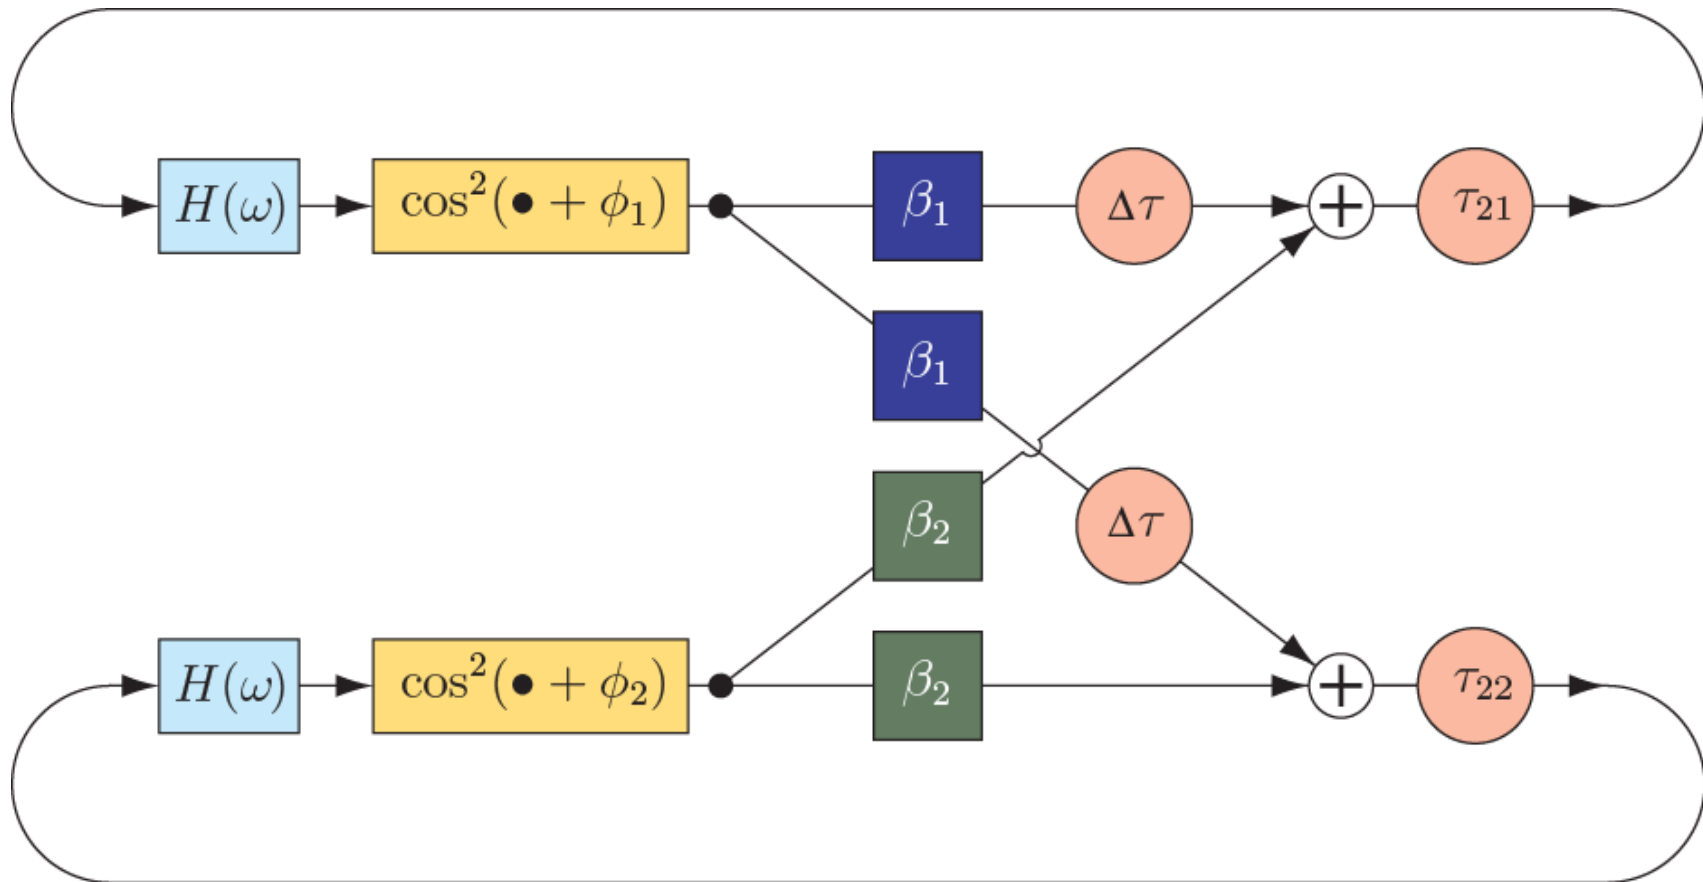 H(ω) cos²(• + ϕ₁) β₁ Δτ + τ₂₁
β₁
β₂ Δτ
H(ω) cos²(• + ϕ₂) β₂ + τ₂₂